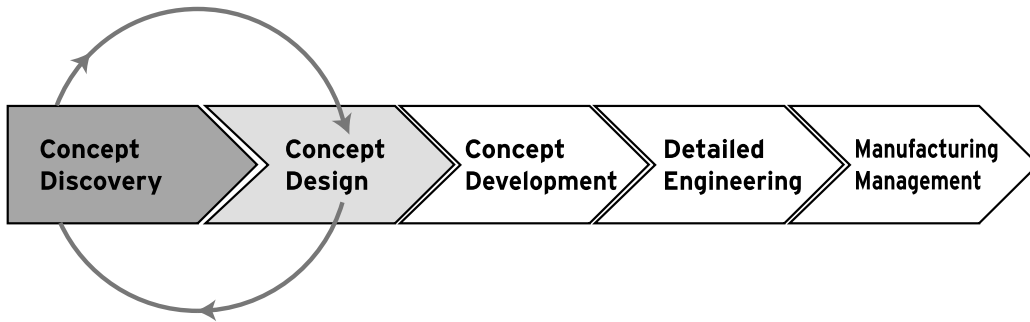 Concept
Discovery
Concept
Design
Concept
Development
Detailed
Engineering
Manufacturing
Management